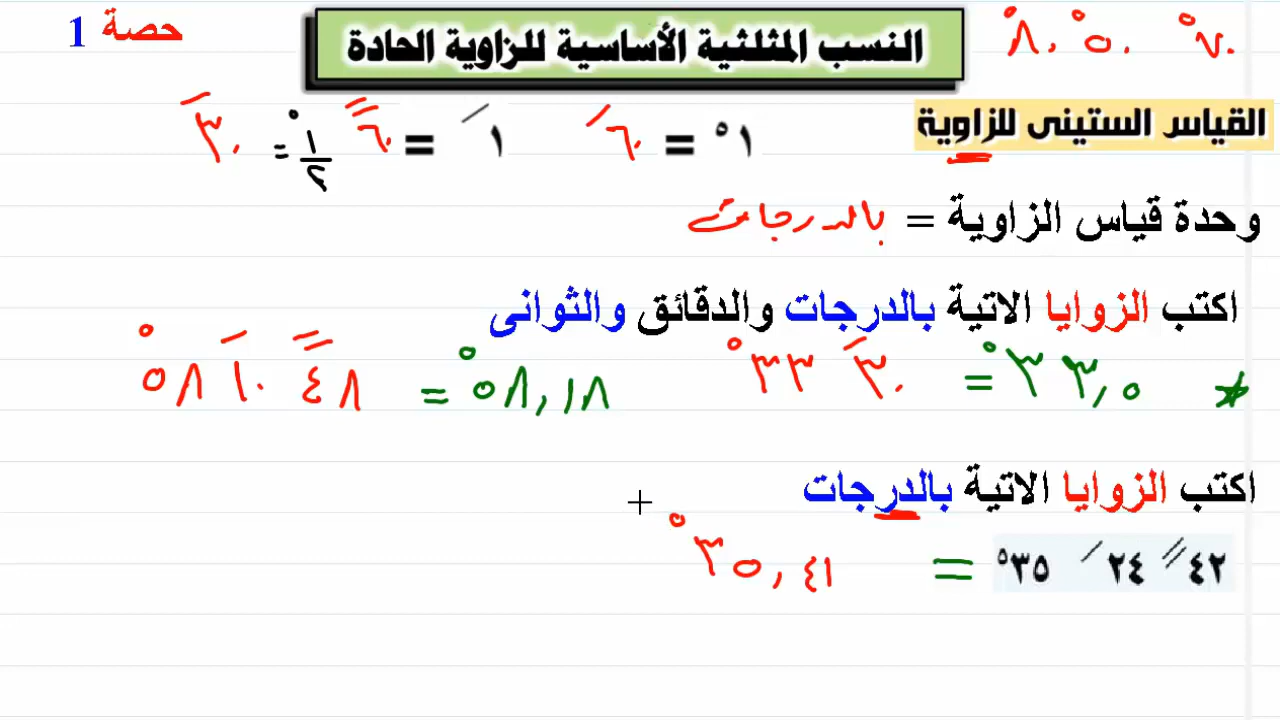 حصة 1
النسب المثلثية الأساسية للزاوية الحادة
°٧٠ °٥٠ °٨٠
القياس الستينى للزاوية
°١ = ٦٠′ ١′ = ٦٠″ °١/٢ = ٣٠′
وحدة قياس الزاوية = بالدرجات
اكتب الزوايا الاتية بالدرجات والدقائق والثوانى
* °٣٣,٥ = ٣٠′ °٣٣
°٥٨,١٨ = ٤٨″ ١٠′ °٥٨
اكتب الزوايا الاتية بالدرجات
٤٢″ ٢٤′ °٣٥ = °٣٥,٤١